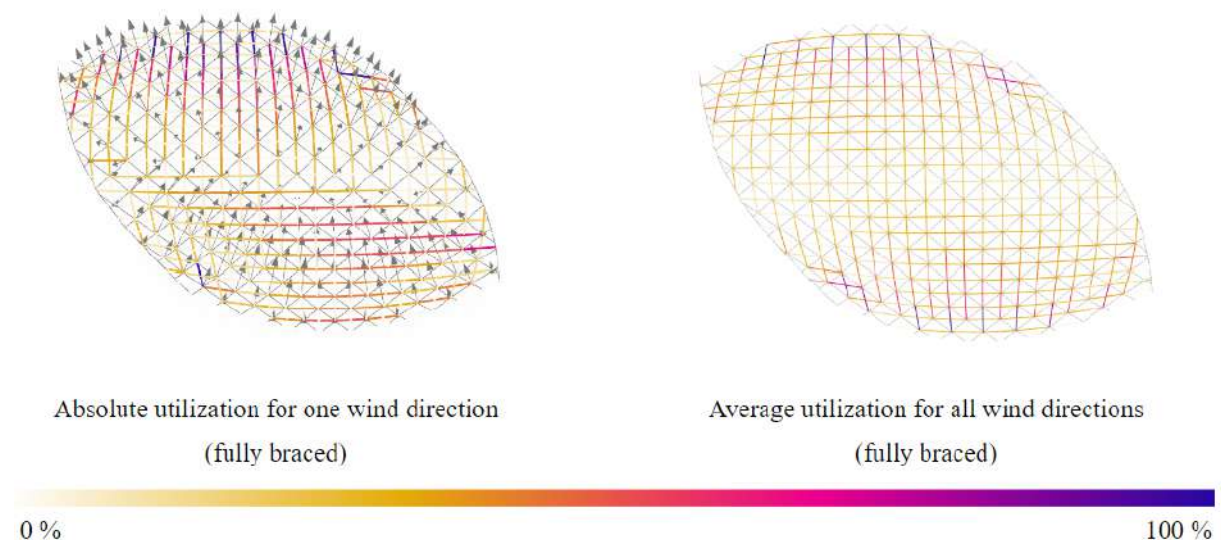 Absolute utilization for one wind direction
(fully braced)
Average utilization for all wind directions
(fully braced)
0 %
100 %